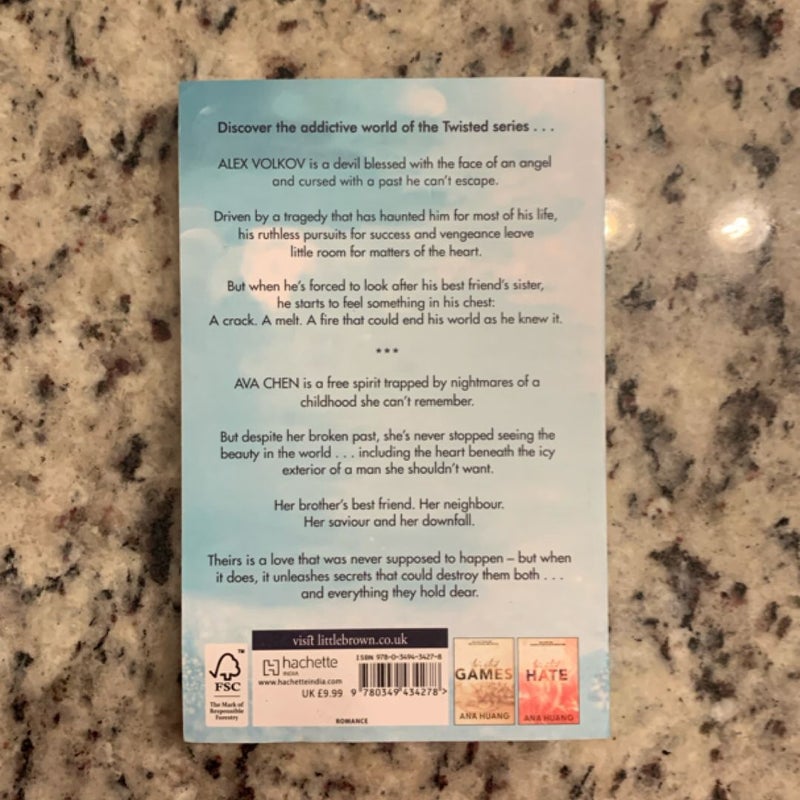 Discover the addictive world of the Twisted series . . .
ALEX VOLKOV is a devil blessed with the face of an angel
and cursed with a past he can't escape.
Driven by a tragedy that has haunted him for most of his life,
his ruthless pursuits for success and vengeance leave
little room for matters of the heart.
But when he's forced to look after his best friend's sister,
he starts to feel something in his chest:
A crack. A melt. A fire that could end his world as he knew it.
***
AVA CHEN is a free spirit trapped by nightmares of a
childhood she can't remember.
But despite her broken past, she's never stopped seeing the
beauty in the world . . . including the heart beneath the icy
exterior of a man she shouldn't want.
Her brother's best friend. Her neighbour.
Her saviour and her downfall.
Theirs is a love that was never supposed to happen – but when
it does, it unleashes secrets that could destroy them both . . .
and everything they hold dear.
visit littlebrown.co.uk
FSC
TM
The Mark of
Responsible
Forestry
hachette
INDIA
www.hachetteindia.com
UK £9.99
ISBN 978-0-3494-3427-8
9 780349 434278 >
ROMANCE
GAMES
ANA HUANG
HATE
ANA HUANG